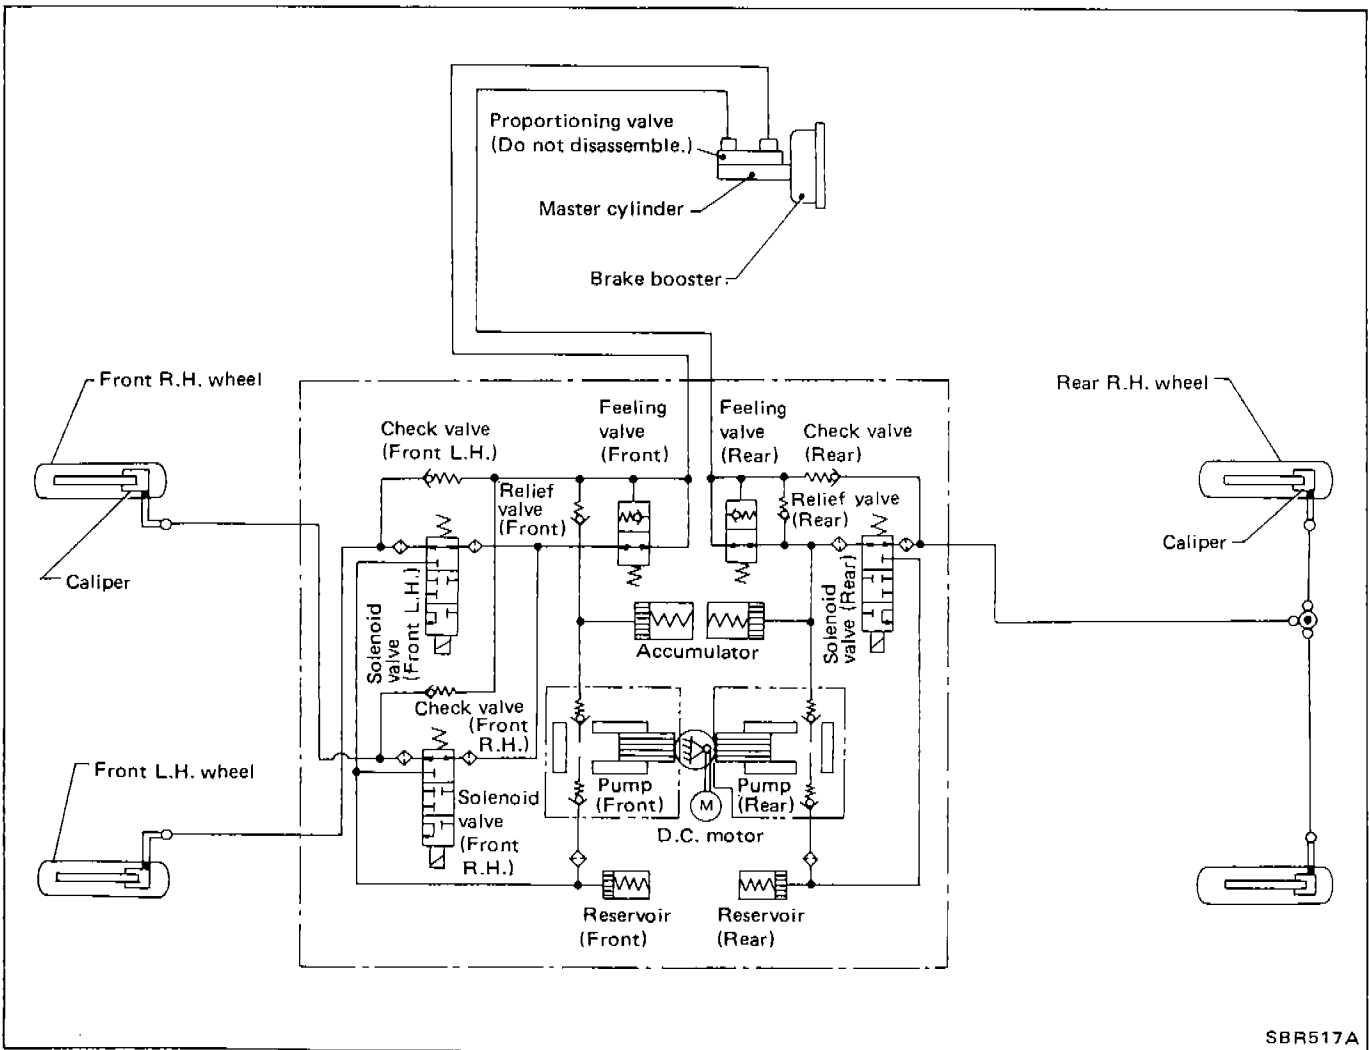 Proportioning valve
(Do not disassemble.)
Master cylinder
Brake booster
Front R.H. wheel
Rear R.H. wheel
Check valve
(Front L.H.)
Feeling
valve
(Front)
Feeling
valve
(Rear)
Check valve
(Rear)
Relief
valve
(Front)
Relief valve
(Rear)
Caliper
Caliper
Solenoid
valve
(Front L.H.)
Solenoid
valve (Rear)
Accumulator
Check valve
(Front
R.H.)
Front L.H. wheel
Solenoid
valve
(Front
R.H.)
Pump
(Front)
Pump
(Rear)
M
D.C. motor
Reservoir
(Front)
Reservoir
(Rear)
SBR517A